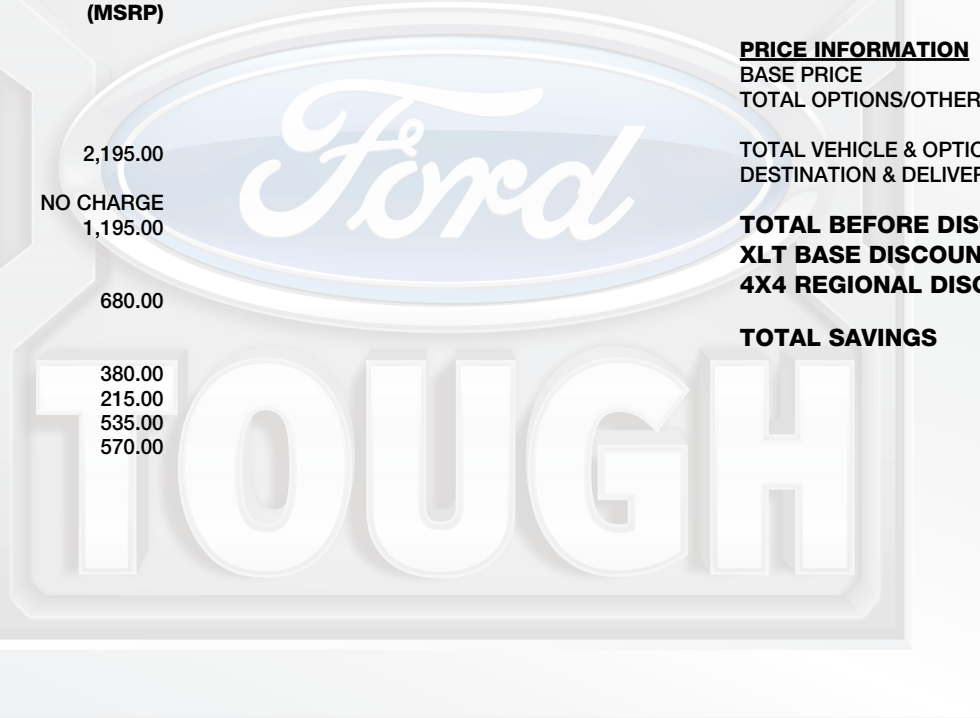 (MSRP)
2,195.00
NO CHARGE
1,195.00
680.00
380.00
215.00
535.00
570.00
PRICE INFORMATION
BASE PRICE
TOTAL OPTIONS/OTHER
TOTAL VEHICLE & OPTIO
DESTINATION & DELIVER
TOTAL BEFORE DISC
XLT BASE DISCOUN
4X4 REGIONAL DISC
TOTAL SAVINGS
Ford
TOUGH